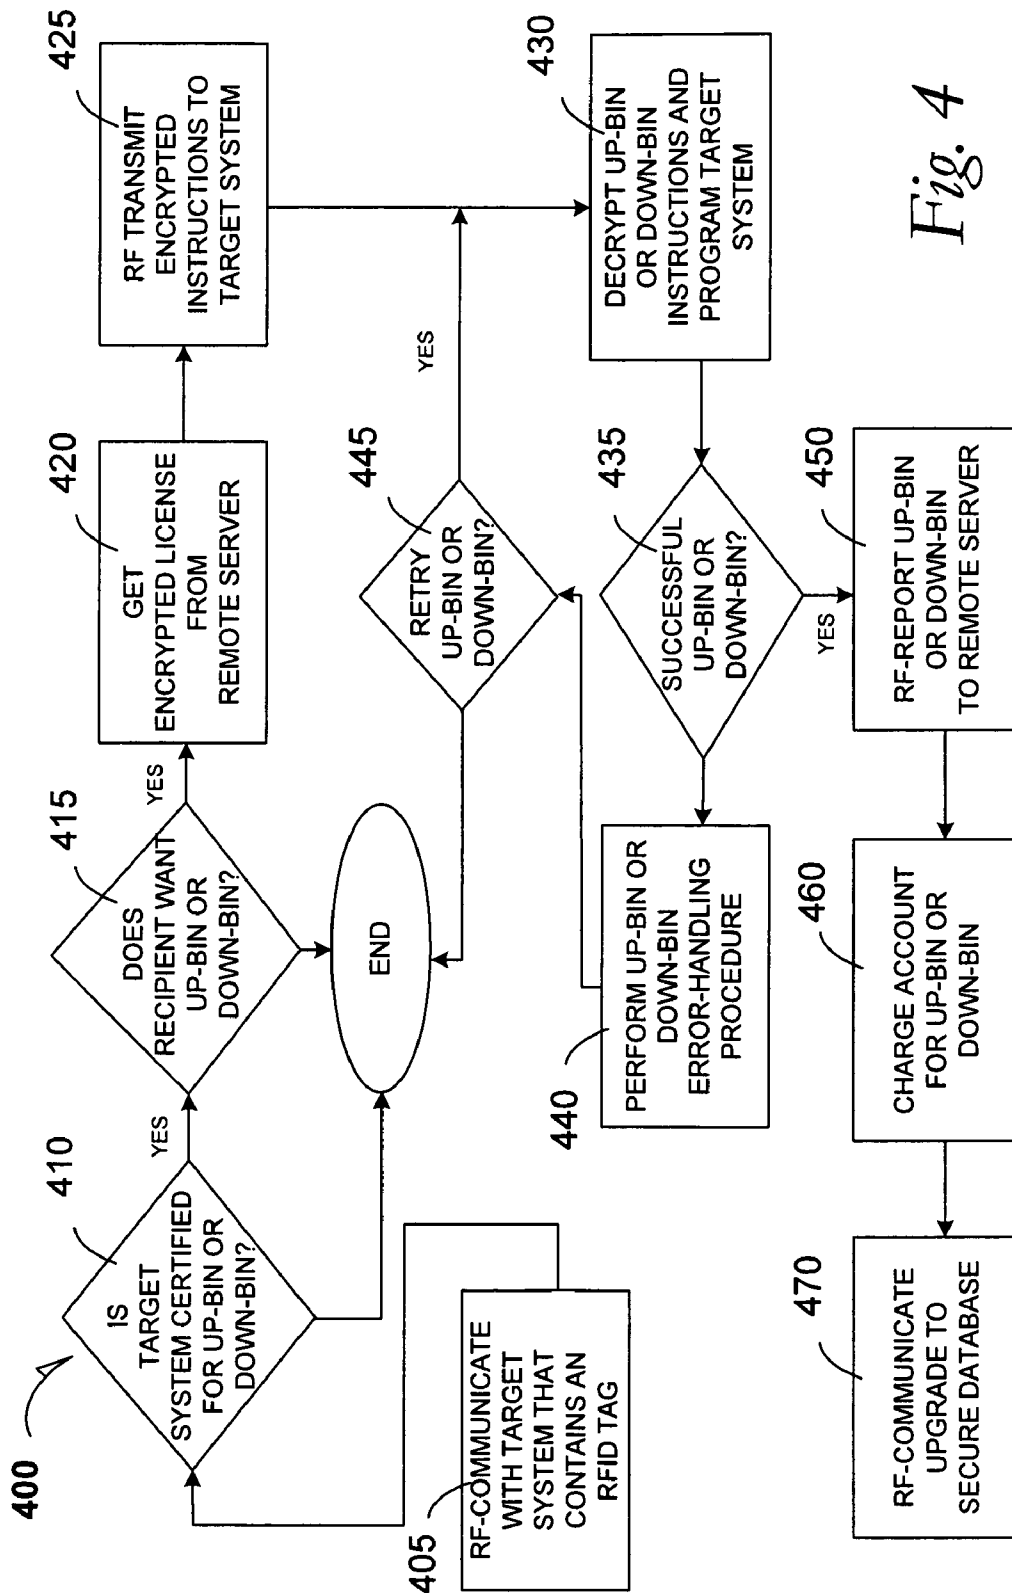 400
405
RF-COMMUNICATE
WITH TARGET
SYSTEM THAT
CONTAINS AN
RFID TAG
410
IS
TARGET
SYSTEM CERTIFIED
FOR UP-BIN OR
DOWN-BIN?
YES
415
DOES
RECIPIENT WANT
UP-BIN OR
DOWN-BIN?
YES
420
GET
ENCRYPTED LICENSE
FROM
REMOTE SERVER
425
RF TRANSMIT
ENCRYPTED
INSTRUCTIONS TO
TARGET SYSTEM
END
445
RETRY
UP-BIN OR
DOWN-BIN?
YES
430
DECRYPT UP-BIN
OR DOWN-BIN
INSTRUCTIONS AND
PROGRAM TARGET
SYSTEM
435
SUCCESSFUL
UP-BIN OR
DOWN-BIN?
YES
440
PERFORM UP-BIN OR
DOWN-BIN
ERROR-HANDLING
PROCEDURE
450
RF-REPORT UP-BIN
OR DOWN-BIN
TO REMOTE SERVER
460
CHARGE ACCOUNT
FOR UP-BIN OR
DOWN-BIN
470
RF-COMMUNICATE
UPGRADE TO
SECURE DATABASE
Fig. 4